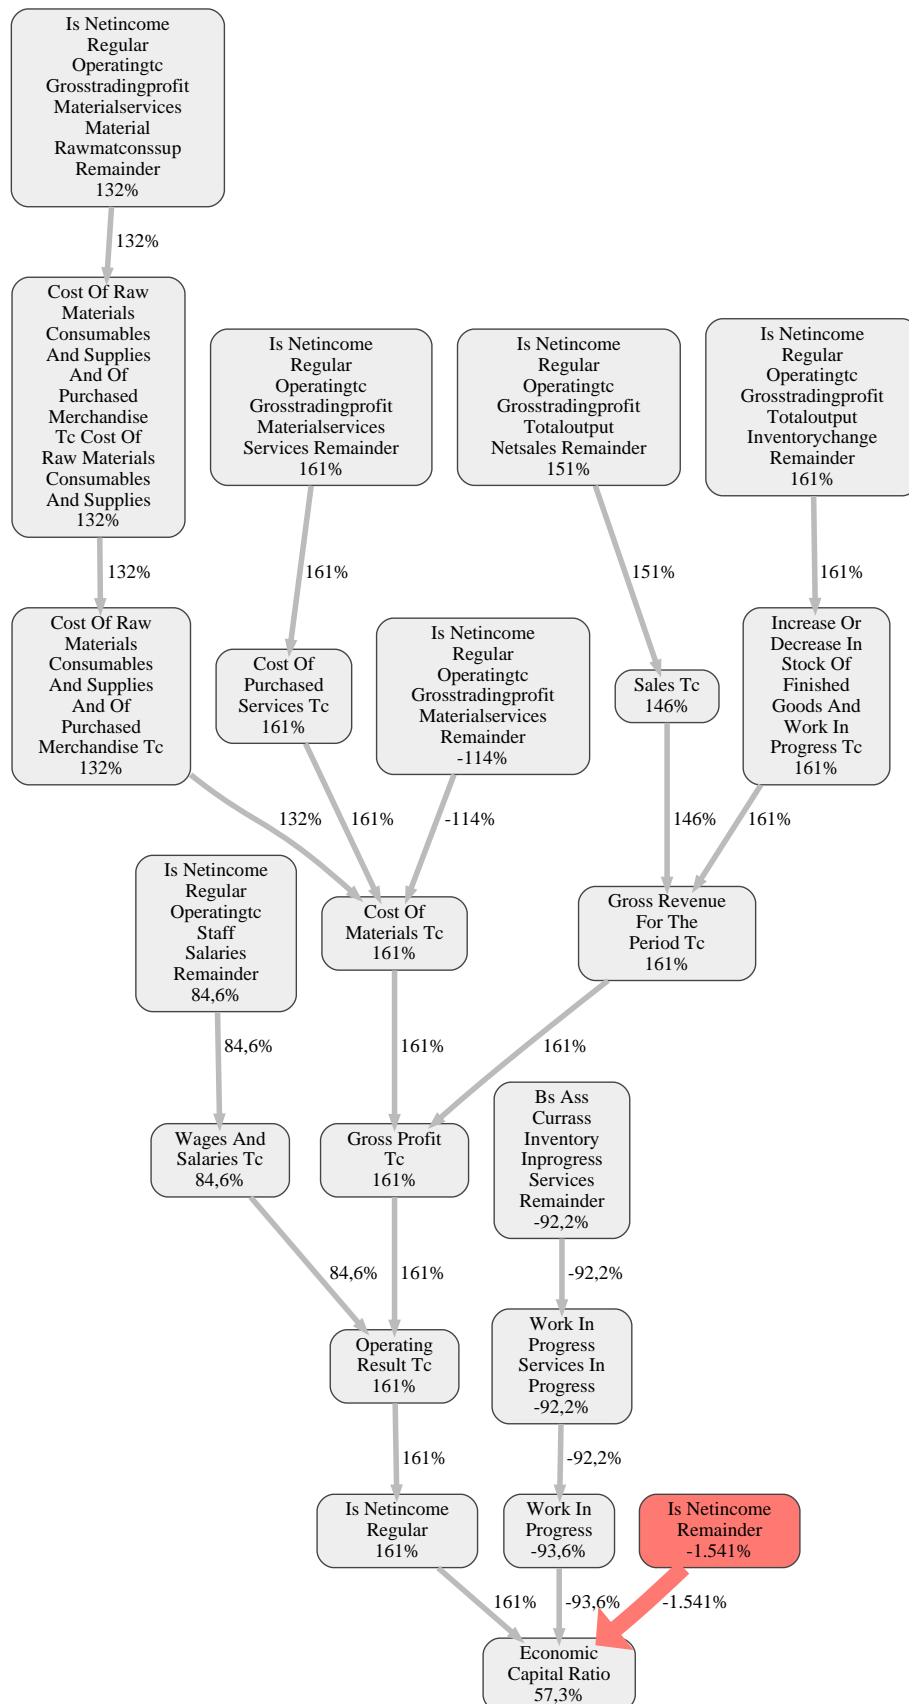 Is Netincome
Regular
Operatingtc
Grosstradingprofit
Materialservices
Material
Rawmatconssup
Remainder
132%
132%
Cost Of Raw
Materials
Consumables
And Supplies
And Of
Purchased
Merchandise
Tc Cost Of
Raw Materials
Consumables
And Supplies
132%
Is Netincome
Regular
Operatingtc
Grosstradingprofit
Materialservices
Services Remainder
161%
Is Netincome
Regular
Operatingtc
Grosstradingprofit
Totaloutput
Netsales Remainder
151%
Is Netincome
Regular
Operatingtc
Grosstradingprofit
Totaloutput
Inventorychange
Remainder
161%
132%
161%
151%
161%
Cost Of Raw
Materials
Consumables
And Supplies
And Of
Purchased
Merchandise Tc
132%
Cost Of
Purchased
Services Tc
161%
Is Netincome
Regular
Operatingtc
Grosstradingprofit
Materialservices
Remainder
-114%
Sales Tc
146%
Increase Or
Decrease In
Stock Of
Finished
Goods And
Work In
Progress Tc
161%
132%
161%
-114%
146%
161%
Is Netincome
Regular
Operatingtc
Staff
Salaries
Remainder
84,6%
Cost Of
Materials Tc
161%
Gross Revenue
For The
Period Tc
161%
84,6%
161%
161%
Wages And
Salaries Tc
84,6%
Gross Profit
Tc
161%
Bs Ass
Currass
Inventory
Inprogress
Services
Remainder
-92,2%
84,6%
161%
-92,2%
Operating
Result Tc
161%
Work In
Progress
Services In
Progress
-92,2%
161%
-92,2%
Is Netincome
Regular
161%
Work In
Progress
-93,6%
Is Netincome
Remainder
-1.541%
161%
-93,6%
-1.541%
Economic
Capital Ratio
57,3%